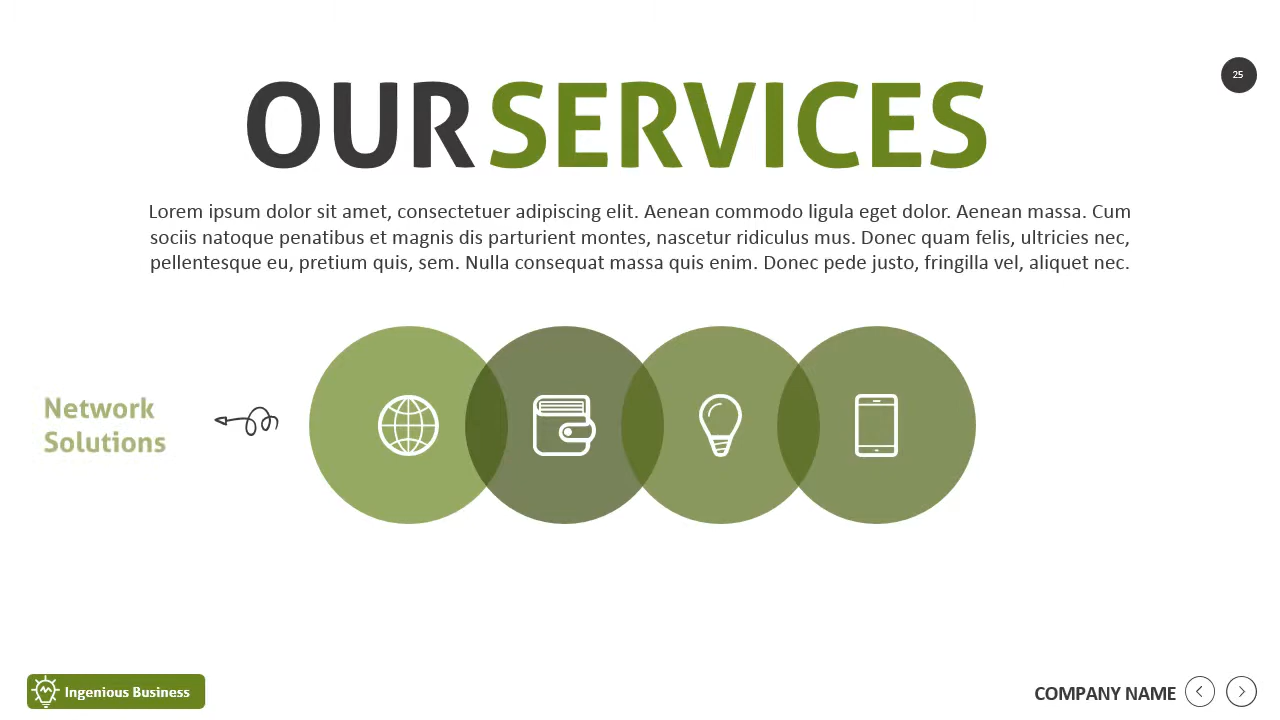 25
OUR SERVICES
Lorem ipsum dolor sit amet, consectetuer adipiscing elit. Aenean commodo ligula eget dolor. Aenean massa. Cum
sociis natoque penatibus et magnis dis parturient montes, nascetur ridiculus mus. Donec quam felis, ultricies nec,
pellentesque eu, pretium quis, sem. Nulla consequat massa quis enim. Donec pede justo, fringilla vel, aliquet nec.
Network
Solutions
Ingenious Business
COMPANY NAME